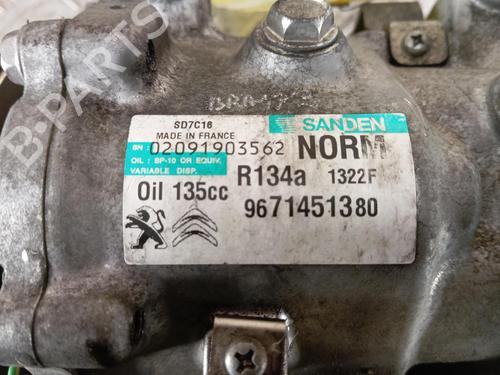 SD7C16
SANDEN
MADE IN FRANCE
SN 02091903562 NORM
OIL : SP-10 OR EQUIV.
VARIABLE DISP.
R134a 1322F
Oil 135cc
9671451380